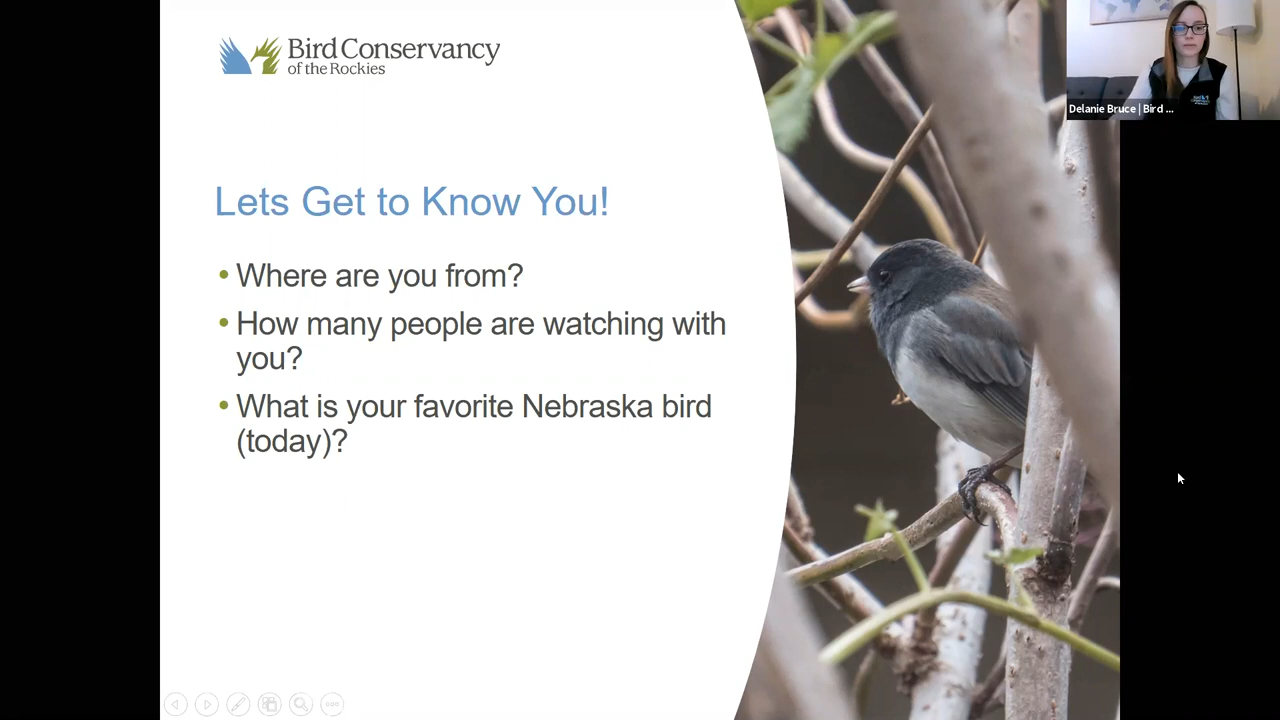 Bird Conservancy
of the Rockies
Delanie Bruce | Bird ...
Lets Get to Know You!
• Where are you from?
• How many people are watching with
you?
• What is your favorite Nebraska bird
(today)?